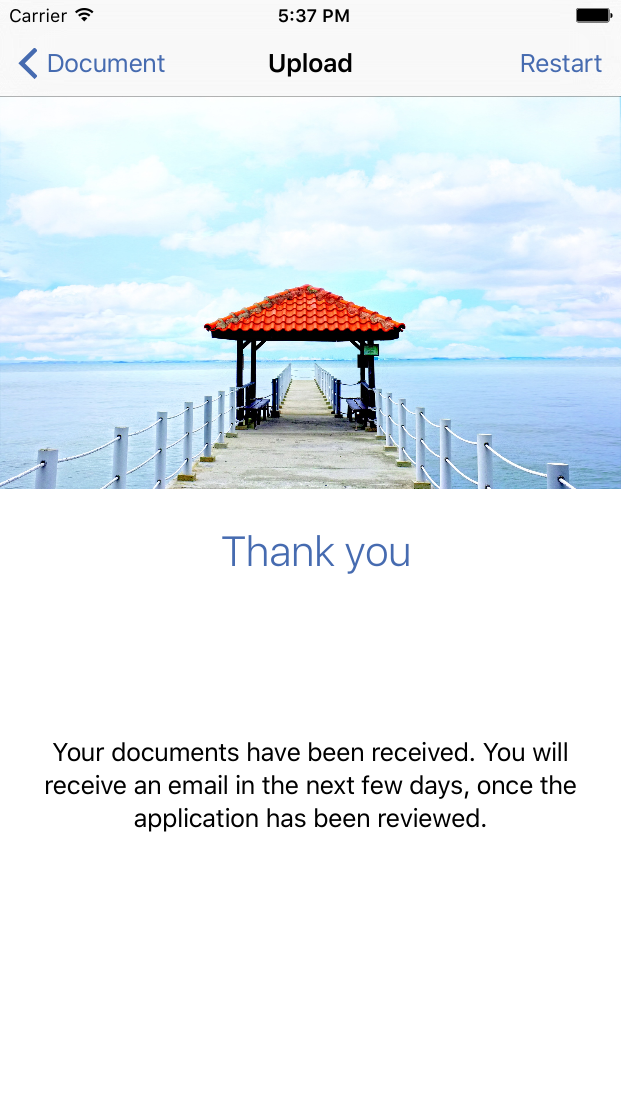 Carrier 5:37 PM
Document Upload Restart
Thank you
Your documents have been received. You will
receive an email in the next few days, once the
application has been reviewed.